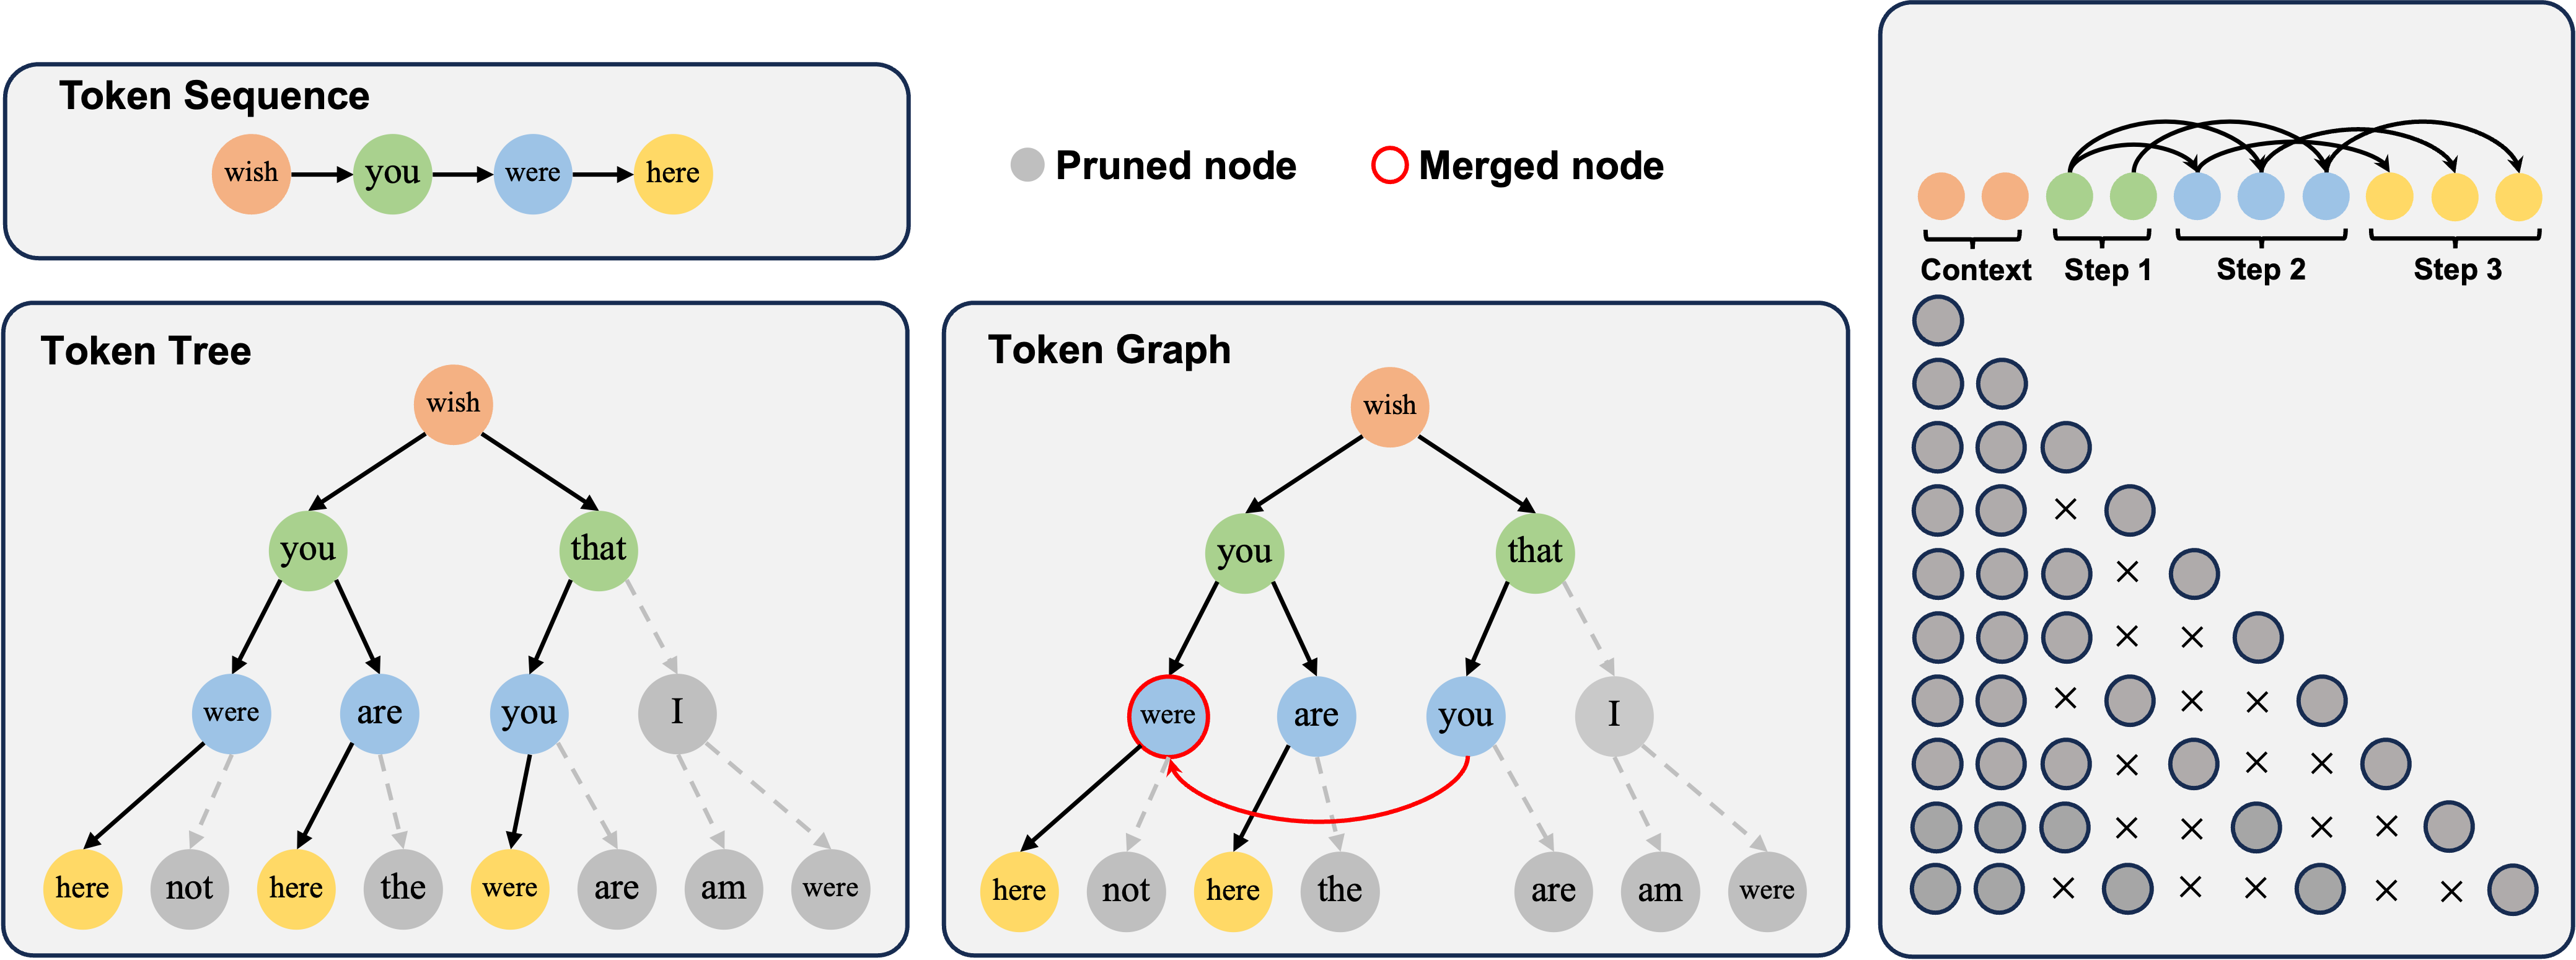 Token Sequence
wish you were here
Pruned node
Merged node
Token Tree
wish
you that
were are you I
here not here the were are am were
Token Graph
wish
you that
were are you I
here not here the are am were
Context Step 1 Step 2 Step 3
×
×
× ×
× × ×
× × ×
× × × ×
× × × × ×